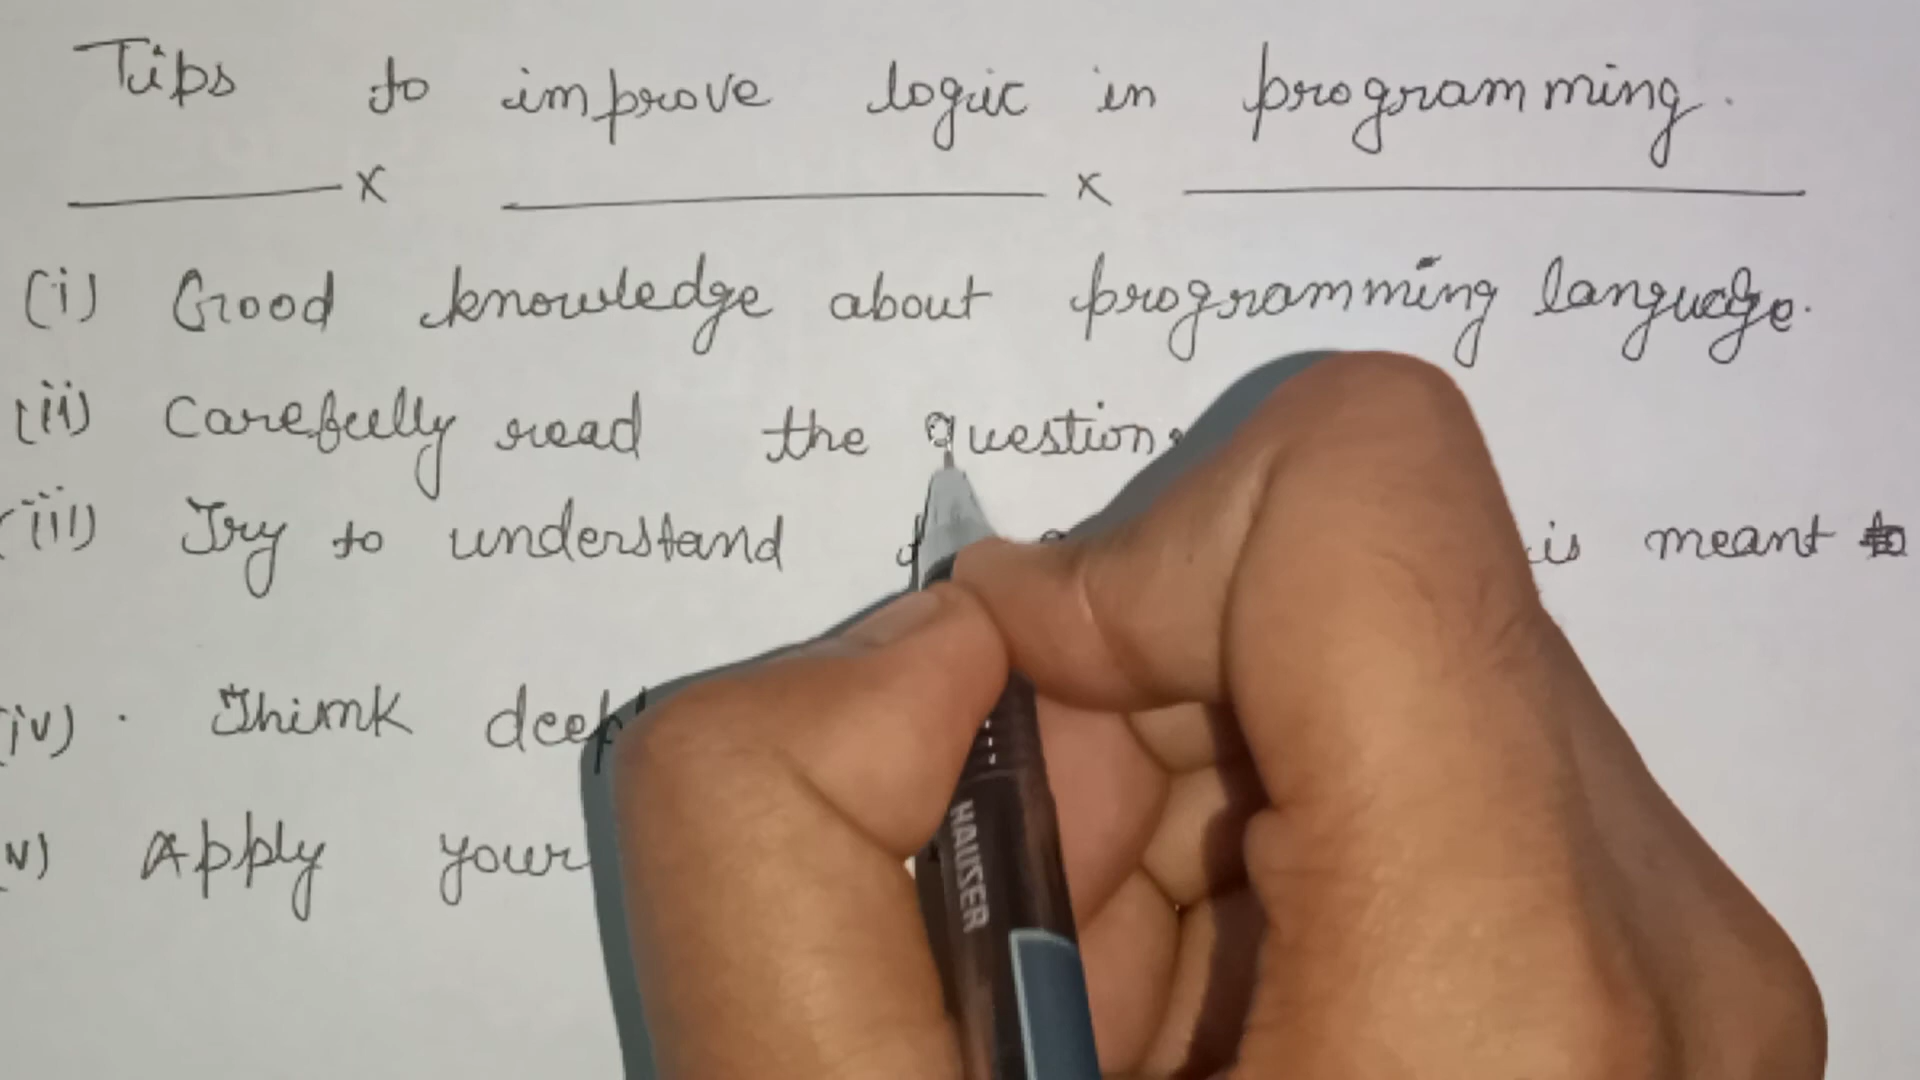 Tips to improve logic in programming.
x x
(i) Good knowledge about programming language.
(ii) Carefully read the question
(iii) Try to understand is meant to
(iv). Think
(v) Apply your
HAUSER